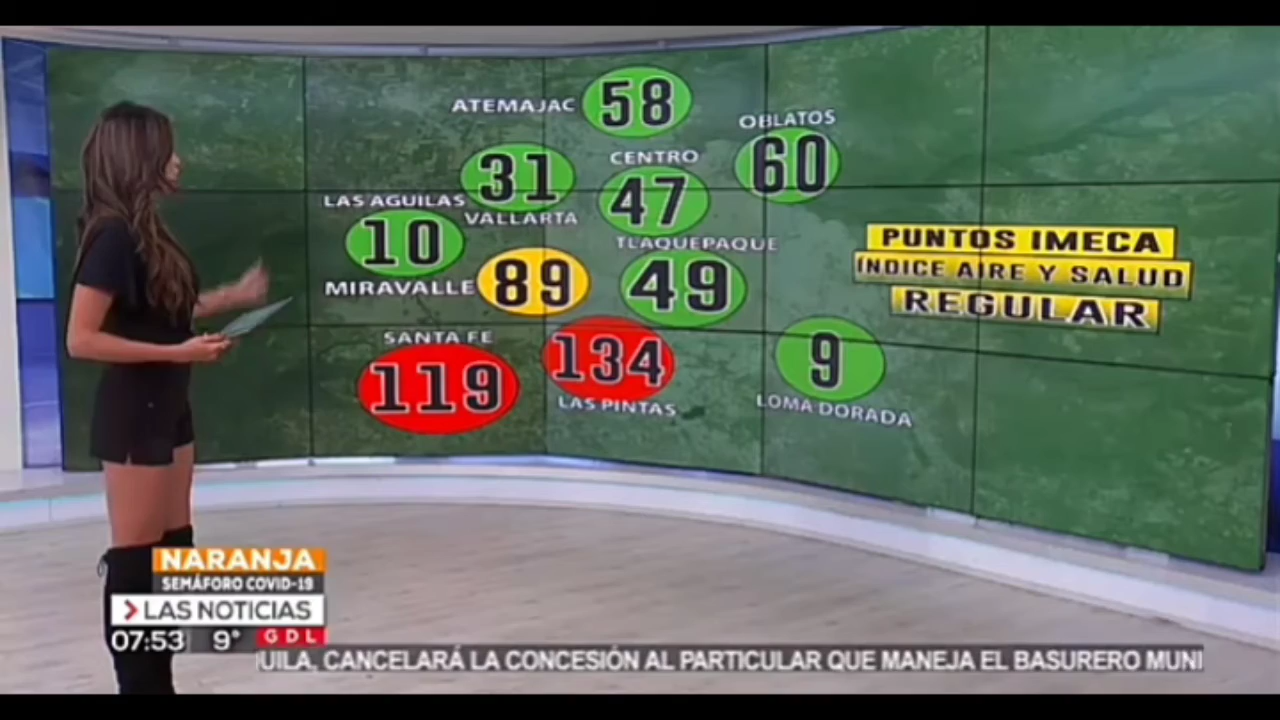 ATEMAJAC 58
OBLATOS
60
31
VALLARTA
CENTRO
47
LAS AGUILAS
10
TLAQUEPAQUE
49
MIRAVALLE 89
PUNTOS IMECA
ÍNDICE AIRE Y SALUD
REGULAR
SANTA FE
119
134
LAS PINTAS
9
LOMA DORADA
NARANJA
SEMÁFORO COVID-19
LAS NOTICIAS
07:53 9° GDL
UILA, CANCELARÁ LA CONCESIÓN AL PARTICULAR QUE MANEJA EL BASURERO MUNI